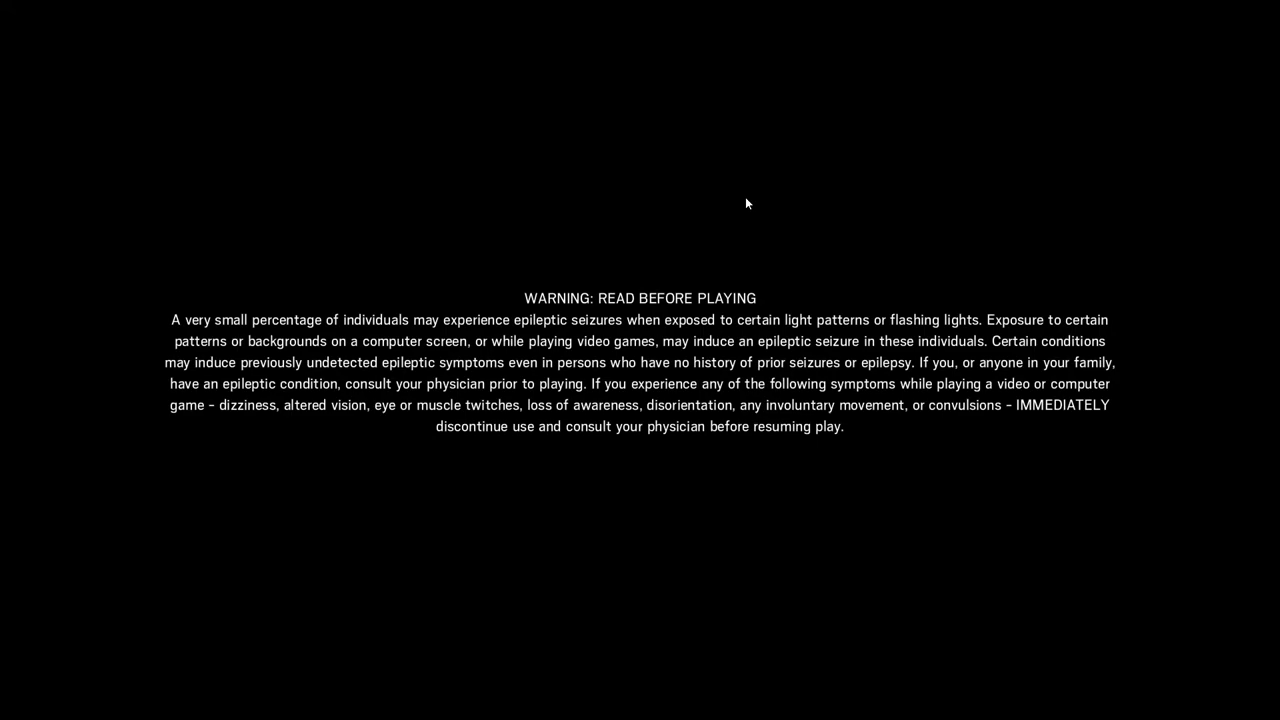 WARNING: READ BEFORE PLAYING
A very small percentage of individuals may experience epileptic seizures when exposed to certain light patterns or flashing lights. Exposure to certain
patterns or backgrounds on a computer screen, or while playing video games, may induce an epileptic seizure in these individuals. Certain conditions
may induce previously undetected epileptic symptoms even in persons who have no history of prior seizures or epilepsy. If you, or anyone in your family,
have an epileptic condition, consult your physician prior to playing. If you experience any of the following symptoms while playing a video or computer
game - dizziness, altered vision, eye or muscle twitches, loss of awareness, disorientation, any involuntary movement, or convulsions - IMMEDIATELY
discontinue use and consult your physician before resuming play.